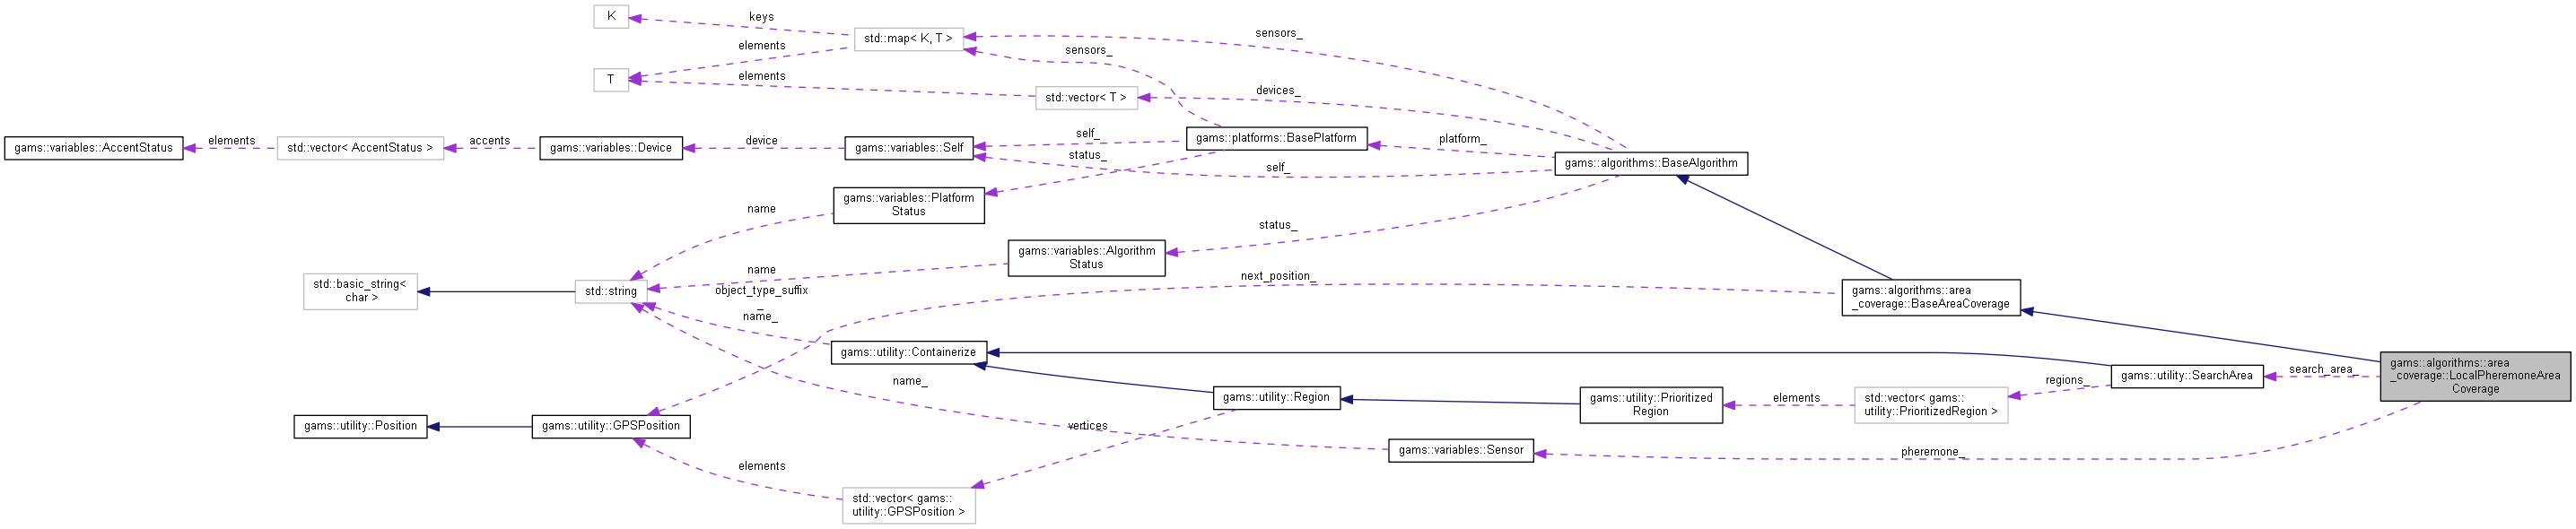 K
keys
std::map< K, T >
sensors_
elements
sensors_
T
elements
std::vector< T >
devices_
gams::variables::AccentStatus
elements
std::vector< AccentStatus >
accents
gams::variables::Device
device
gams::variables::Self
self_
gams::platforms::BasePlatform
platform_
gams::algorithms::BaseAlgorithm
status_
self_
gams::variables::Platform
Status
name
status_
gams::variables::Algorithm
Status
name
next_position_
std::basic_string<
char >
std::string
object_type_suffix
_
name_
gams::algorithms::area
_coverage::BaseAreaCoverage
gams::utility::Containerize
name_
gams::utility::SearchArea
search_area_
gams::algorithms::area
_coverage::LocalPheremoneArea
Coverage
regions_
gams::utility::Region
gams::utility::Prioritized
Region
elements
std::vector< gams::
utility::PrioritizedRegion >
gams::utility::Position
gams::utility::GPSPosition
vertices
gams::variables::Sensor
pheremone_
elements
std::vector< gams::
utility::GPSPosition >